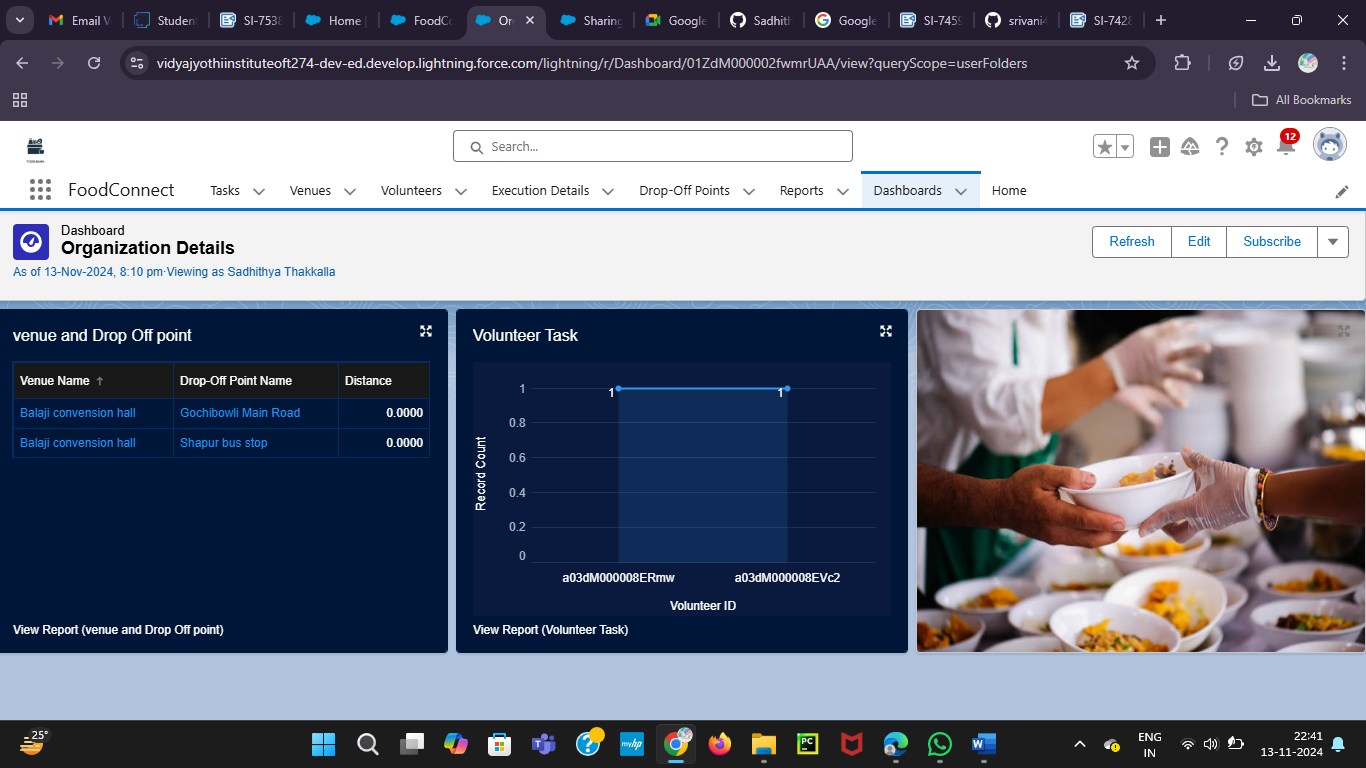 Email V
Student
SI-7538
Home |
FoodCo
Or
Sharing
Google
Sadhith
Google
SI-7459
srivani4
SI-7428
vidyajyothiinstituteoft274-dev-ed.develop.lightning.force.com/lightning/r/Dashboard/01ZdM000002fwmrUAA/view?queryScope=userFolders
All Bookmarks
Search...
12
FoodConnect
Tasks
Venues
Volunteers
Execution Details
Drop-Off Points
Reports
Dashboards
Home
Dashboard
Organization Details
As of 13-Nov-2024, 8:10 pm·Viewing as Sadhithya Thakkalla
Refresh
Edit
Subscribe
venue and Drop Off point
Venue Name Drop-Off Point Name Distance
Balaji convension hall Gochibowli Main Road 0.0000
Balaji convension hall Shapur bus stop 0.0000
View Report (venue and Drop Off point)
Volunteer Task
Record Count
1
0.8
0.6
0.4
0.2
0
1
1
a03dM000008ERmw a03dM000008EVc2
Volunteer ID
View Report (Volunteer Task)
25°
myhp
PC
ENG
IN
22:41
13-11-2024